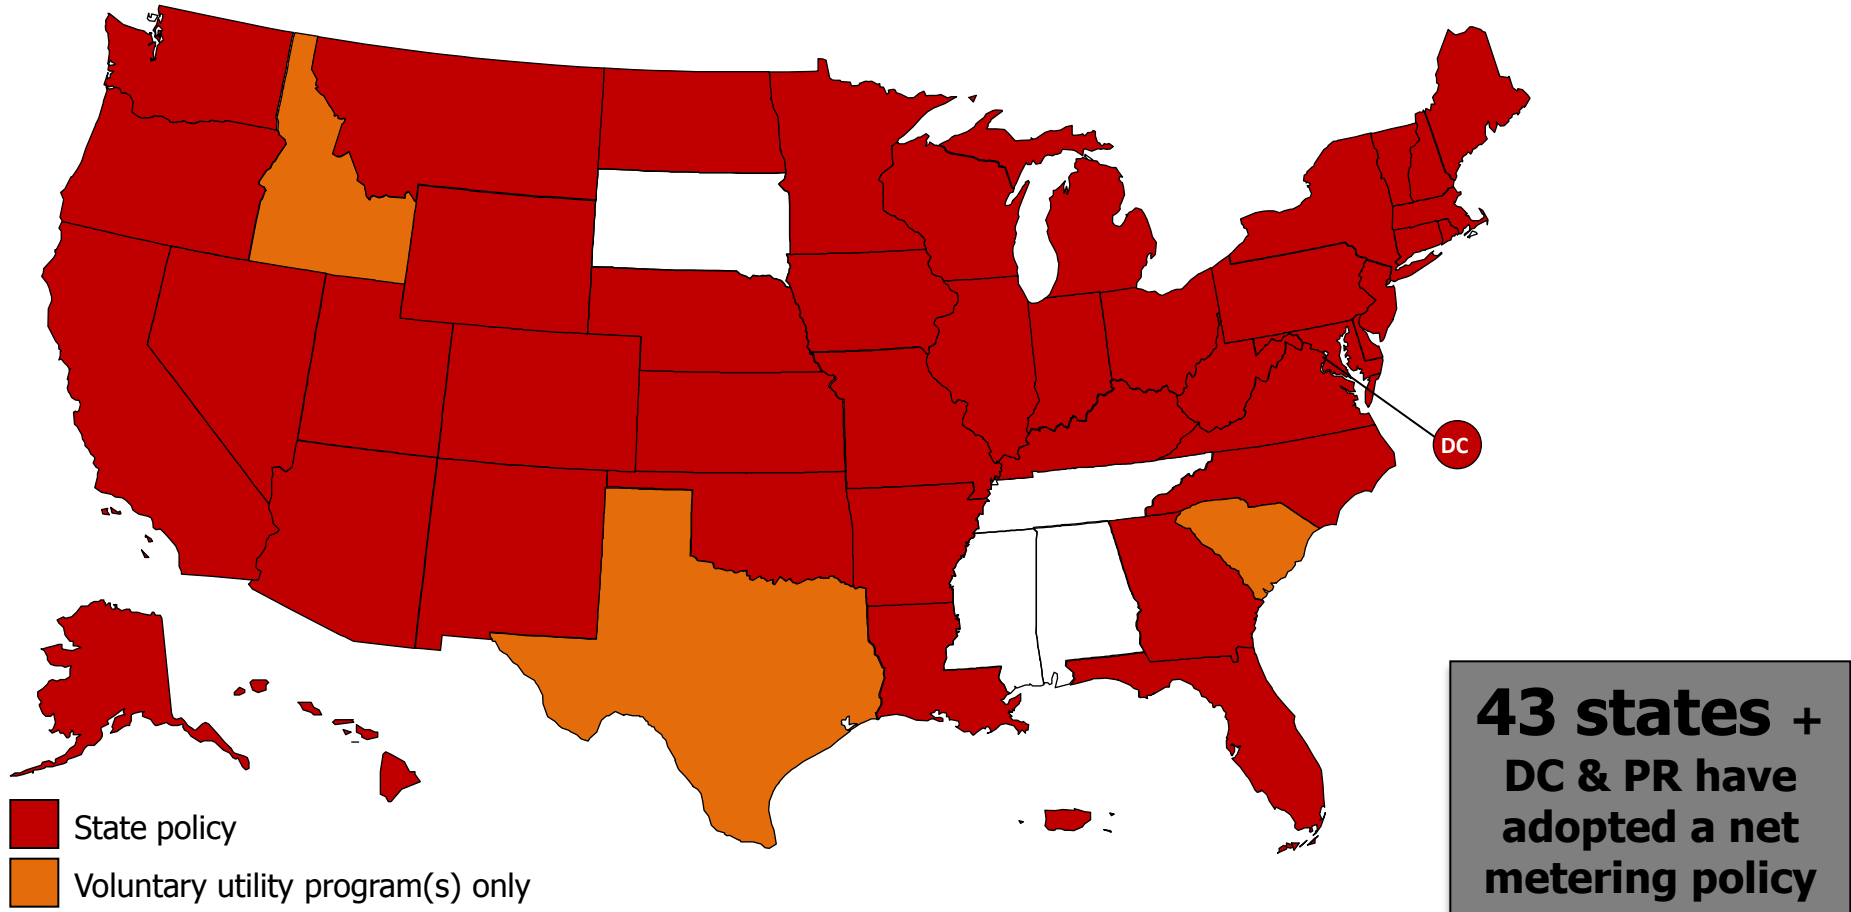 DC
43 states +
DC & PR have
adopted a net
metering policy
State policy
Voluntary utility program(s) only